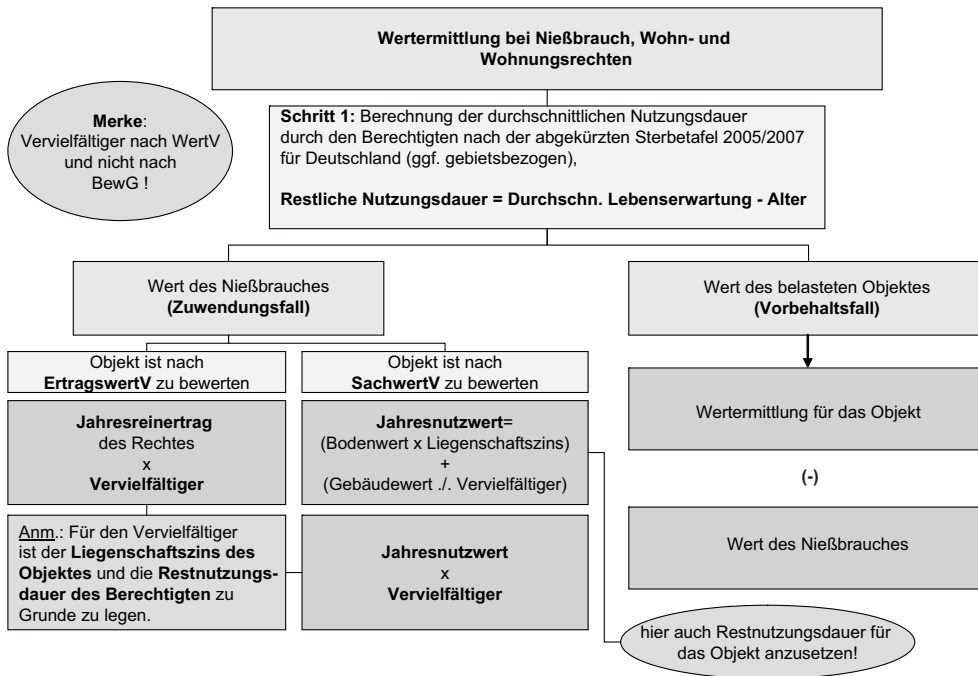 Wertermittlung bei Nießbrauch, Wohn- und
Wohnungsrechten
Merke:
Vervielfältiger nach WertV
und nicht nach
BewG !
Schritt 1: Berechnung der durchschnittlichen Nutzungsdauer
durch den Berechtigten nach der abgekürzten Sterbetafel 2005/2007
für Deutschland (ggf. gebietsbezogen),
Restliche Nutzungsdauer = Durchschn. Lebenserwartung - Alter
Wert des Nießbrauches
(Zuwendungsfall)
Wert des belasteten Objektes
(Vorbehaltsfall)
Objekt ist nach
ErtragswertV zu bewerten
Objekt ist nach
SachwertV zu bewerten
Jahresreinertrag
des Rechtes
x
Vervielfältiger
Jahresnutzwert=
(Bodenwert x Liegenschaftszins)
+
(Gebäudewert ./. Vervielfältiger)
Wertermittlung für das Objekt
(-)
Wert des Nießbrauches
Anm.: Für den Vervielfältiger
ist der Liegenschaftszins des
Objektes und die Restnutzungs-
dauer des Berechtigten zu
Grunde zu legen.
Jahresnutzwert
x
Vervielfältiger
hier auch Restnutzungsdauer für
das Objekt anzusetzen!